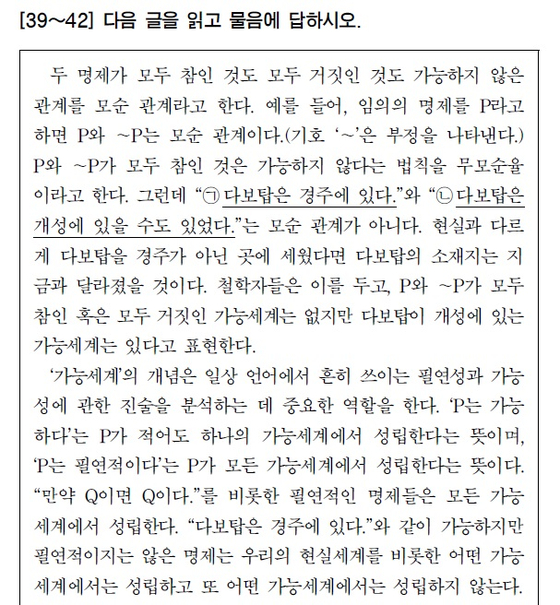 [39~42] 다음 글을 읽고 물음에 답하시오.
두 명제가 모두 참인 것도 모두 거짓인 것도 가능하지 않은
관계를 모순 관계라고 한다. 예를 들어, 임의의 명제를 P라고
하면 P와 ~P는 모순 관계이다.(기호 ‘~’은 부정을 나타낸다.)
P와 ~P가 모두 참인 것은 가능하지 않다는 법칙을 무모순율
이라고 한다. 그런데 “㉠다보탑은 경주에 있다.”와 “㉡다보탑은
개성에 있을 수도 있었다.”는 모순 관계가 아니다. 현실과 다르
게 다보탑을 경주가 아닌 곳에 세웠다면 다보탑의 소재지는 지
금과 달라졌을 것이다. 철학자들은 이를 두고, P와 ~P가 모두
참인 혹은 모두 거짓인 가능세계는 없지만 다보탑이 개성에 있는
가능세계는 있다고 표현한다.
‘가능세계’의 개념은 일상 언어에서 흔히 쓰이는 필연성과 가능
성에 관한 진술을 분석하는 데 중요한 역할을 한다. ‘P는 가능
하다’는 P가 적어도 하나의 가능세계에서 성립한다는 뜻이며,
‘P는 필연적이다’는 P가 모든 가능세계에서 성립한다는 뜻이다.
“만약 Q이면 Q이다.”를 비롯한 필연적인 명제들은 모든 가능
세계에서 성립한다. “다보탑은 경주에 있다.”와 같이 가능하지만
필연적이지는 않은 명제는 우리의 현실세계를 비롯한 어떤 가능
세계에서는 성립하고 또 어떤 가능세계에서는 성립하지 않는다.